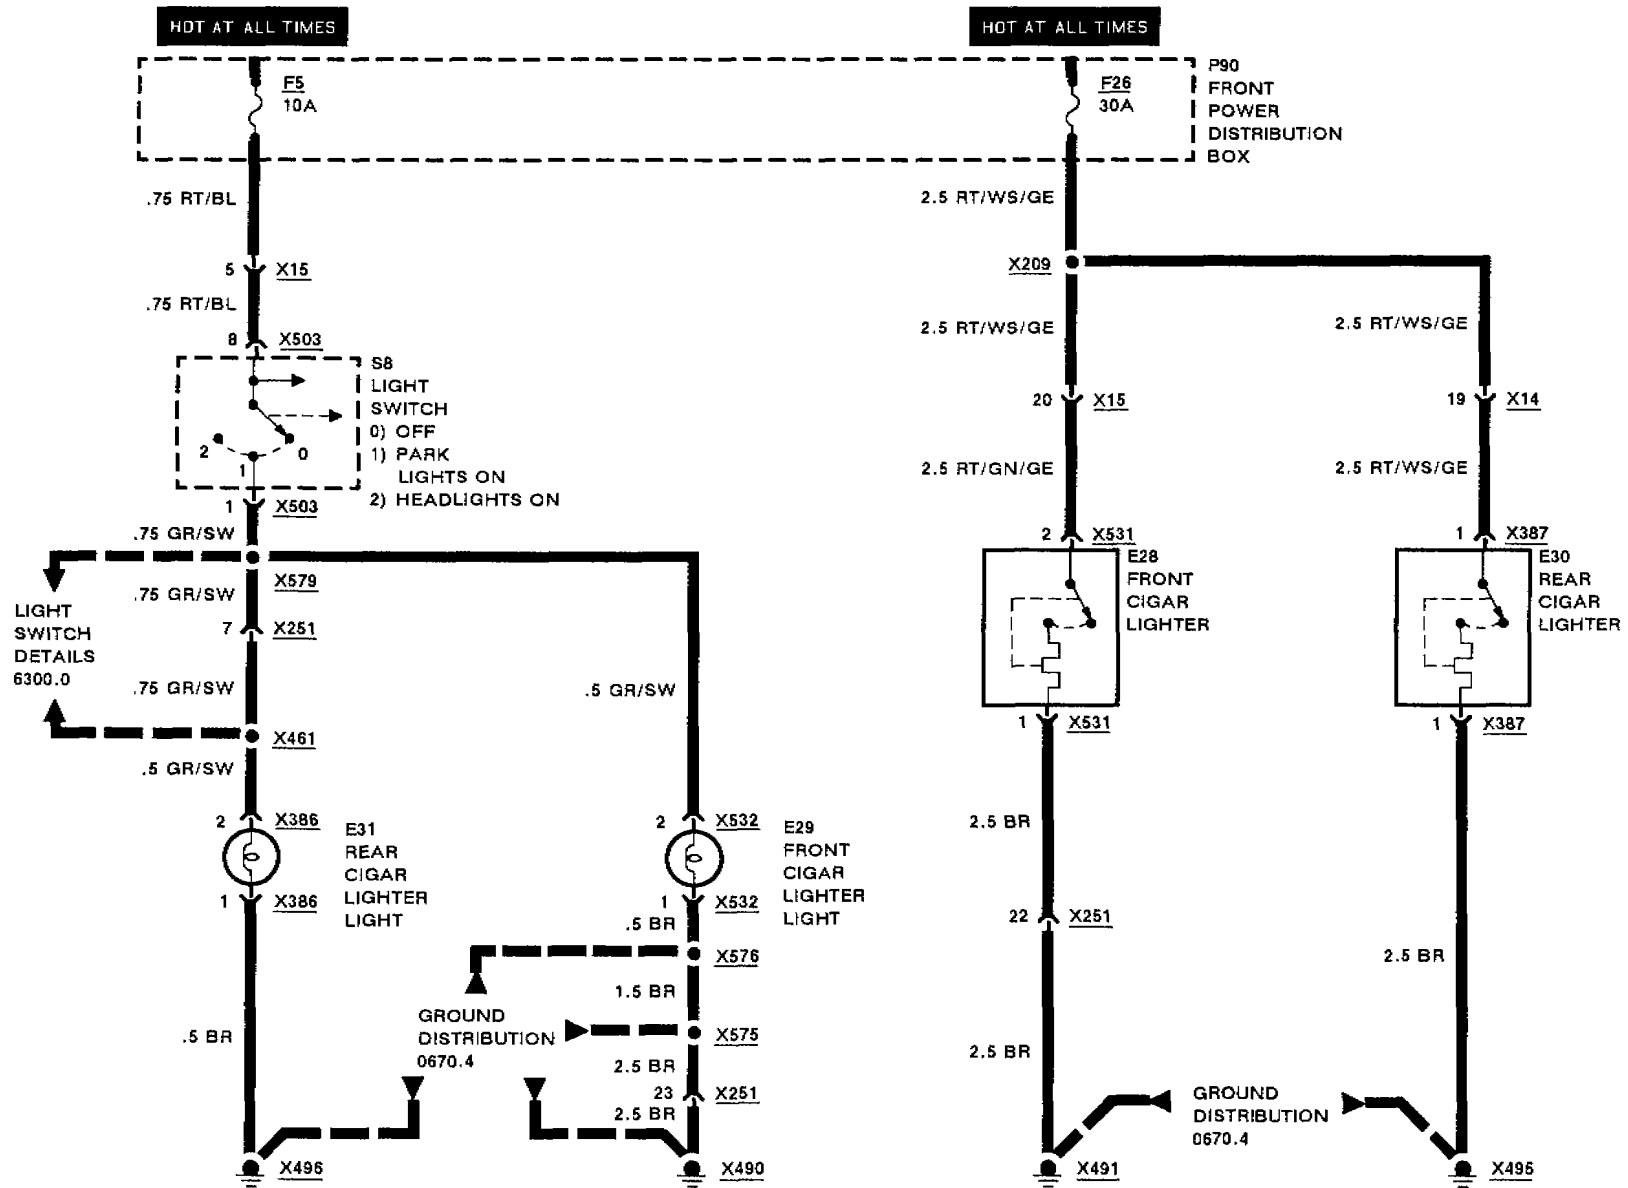 HOT AT ALL TIMES
HOT AT ALL TIMES
F5
10A
F26
30A
P90
FRONT
POWER
DISTRIBUTION
BOX
.75 RT/BL
2.5 RT/WS/GE
5
X15
X209
.75 RT/BL
2.5 RT/WS/GE
2.5 RT/WS/GE
8
X503
S8
LIGHT
SWITCH
0) OFF
1) PARK
LIGHTS ON
2) HEADLIGHTS ON
2
1
0
20
X15
19
X14
2.5 RT/GN/GE
2.5 RT/WS/GE
1
X503
.75 GR/SW
2
X531
1
X387
E28
FRONT
CIGAR
LIGHTER
E30
REAR
CIGAR
LIGHTER
X579
.75 GR/SW
LIGHT
SWITCH
DETAILS
6300.0
7
X251
.75 GR/SW
.5 GR/SW
1
X531
1
X387
X461
.5 GR/SW
2
X386
E31
REAR
CIGAR
LIGHTER
LIGHT
2
X532
E29
FRONT
CIGAR
LIGHTER
LIGHT
2.5 BR
1
X386
1
X532
.5 BR
22
X251
X576
2.5 BR
1.5 BR
GROUND
DISTRIBUTION
0670.4
X575
.5 BR
2.5 BR
2.5 BR
23
X251
2.5 BR
GROUND
DISTRIBUTION
0670.4
X496
X490
X491
X495